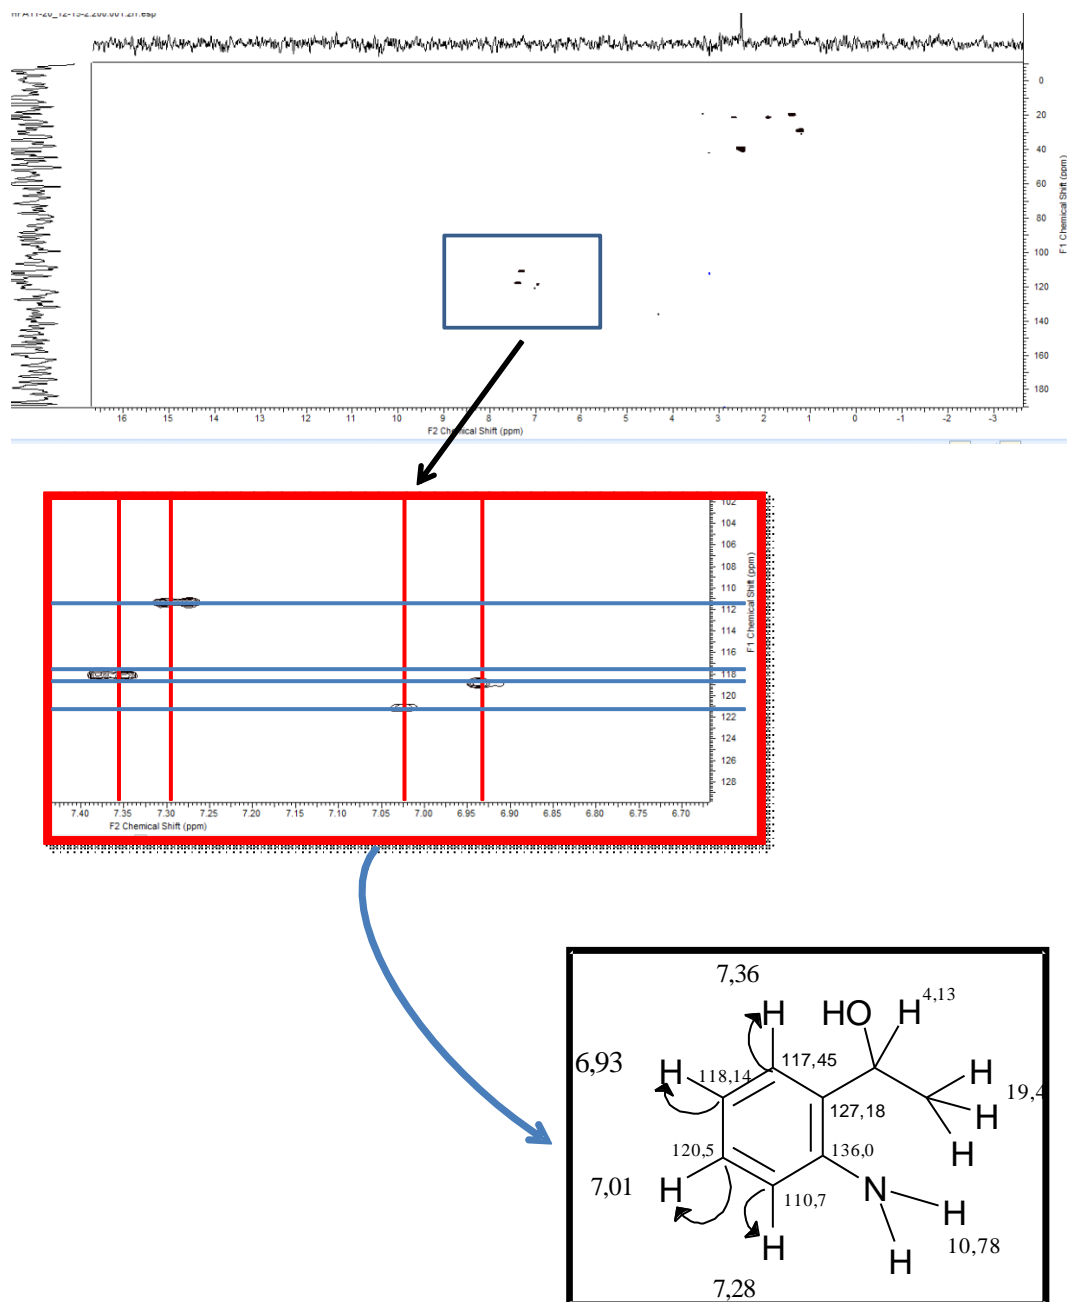 0
20
40
60
80
100
120
140
160
180
F1 Chemical Shift (ppm)
16 15 14 13 12 11 10 9 8 7 6 5 4 3 2 1 0 -1 -2 -3
F2 Chemical Shift (ppm)
102
104
106
108
110
112
114
116
118
120
122
124
126
128
F1 Chemical Shift (ppm)
7.40 7.35 7.30 7.25 7.20 7.15 7.10 7.05 7.00 6.95 6.90 6.85 6.80 6.75 6.70
F2 Chemical Shift (ppm)
7,36
H HO H 4,13
6,93 H 118,14 117,45 H 19,4
127,18 H
120,5 136,0 H
7,01 H 110,7 N H
H H 10,78
7,28